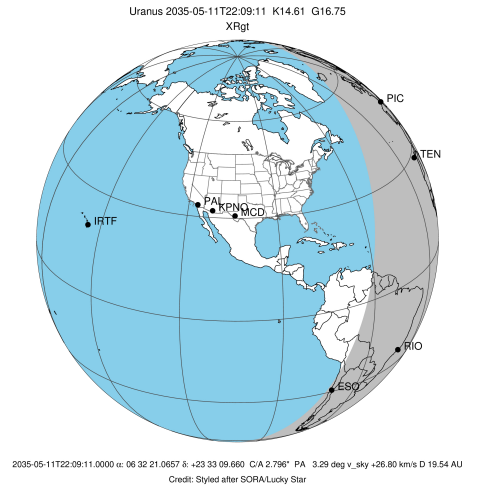 Uranus 2035-05-11T22:09:11 K14.61 G16.75
XRgt
PIC
TEN
PAL
KPNO
MCD
IRTF
RIO
ESO
2035-05-11T22:09:11.0000 α: 06 32 21.0657 δ: +23 33 09.660 C/A 2.796" PA 3.29 deg v_sky +26.80 km/s D 19.54 AU
Credit: Styled after SORA/Lucky Star